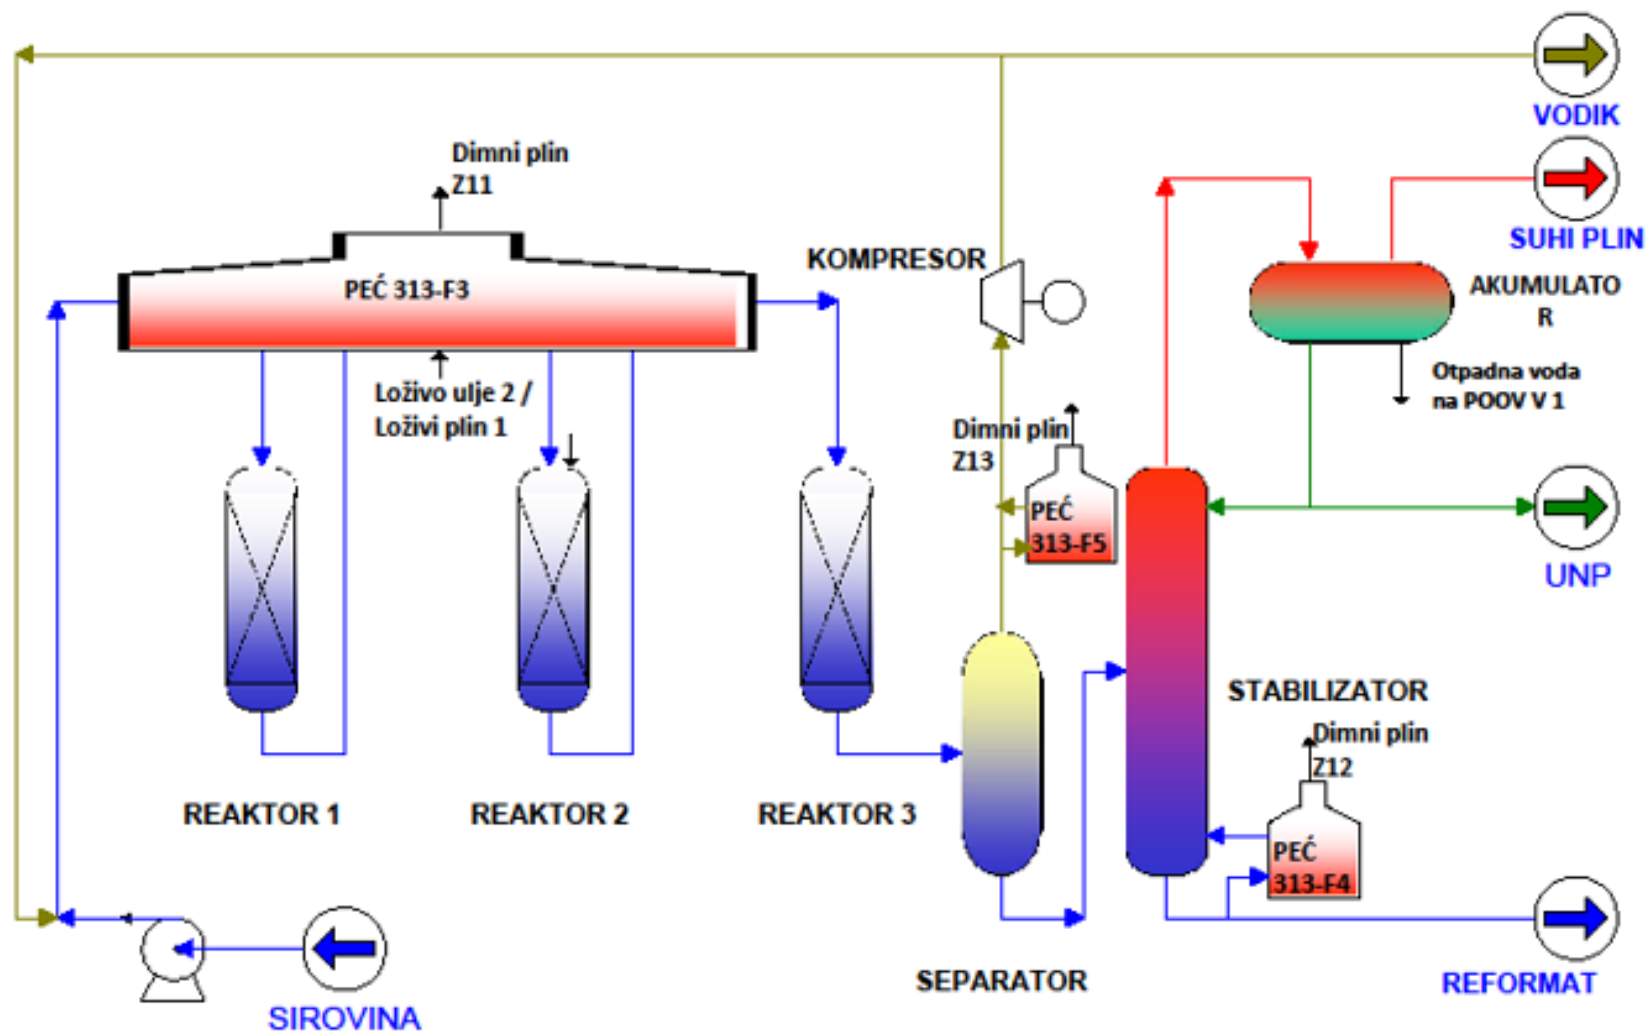 VODIK
Dimni plin
Z11
SUHI PLIN
KOMPRESOR
PEĆ 313-F3
AKUMULATO
R
Loživo ulje 2 /
Loživi plin 1
Otpadna voda
na POOV V 1
Dimni plin
Z13
PEĆ
313-F5
UNP
STABILIZATOR
Dimni plin
Z12
REAKTOR 1
REAKTOR 2
REAKTOR 3
PEĆ
313-F4
SEPARATOR
REFORMAT
SIROVINA